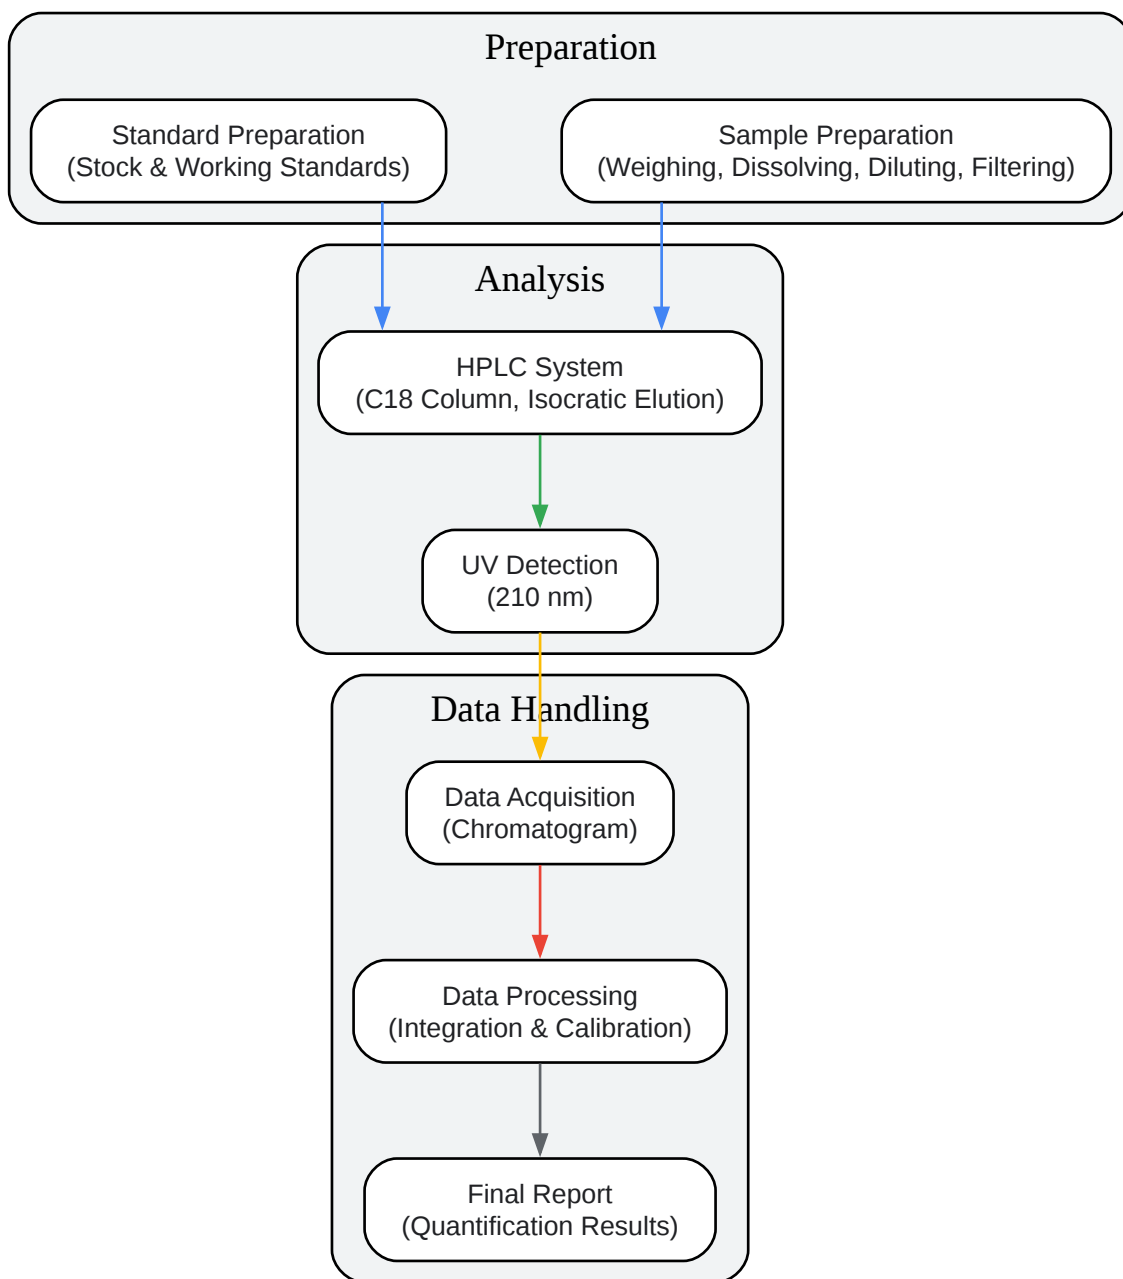 Preparation
Standard Preparation
(Stock & Working Standards)
Sample Preparation
(Weighing, Dissolving, Diluting, Filtering)
Analysis
HPLC System
(C18 Column, Isocratic Elution)
UV Detection
(210 nm)
Data Handling
Data Acquisition
(Chromatogram)
Data Processing
(Integration & Calibration)
Final Report
(Quantification Results)